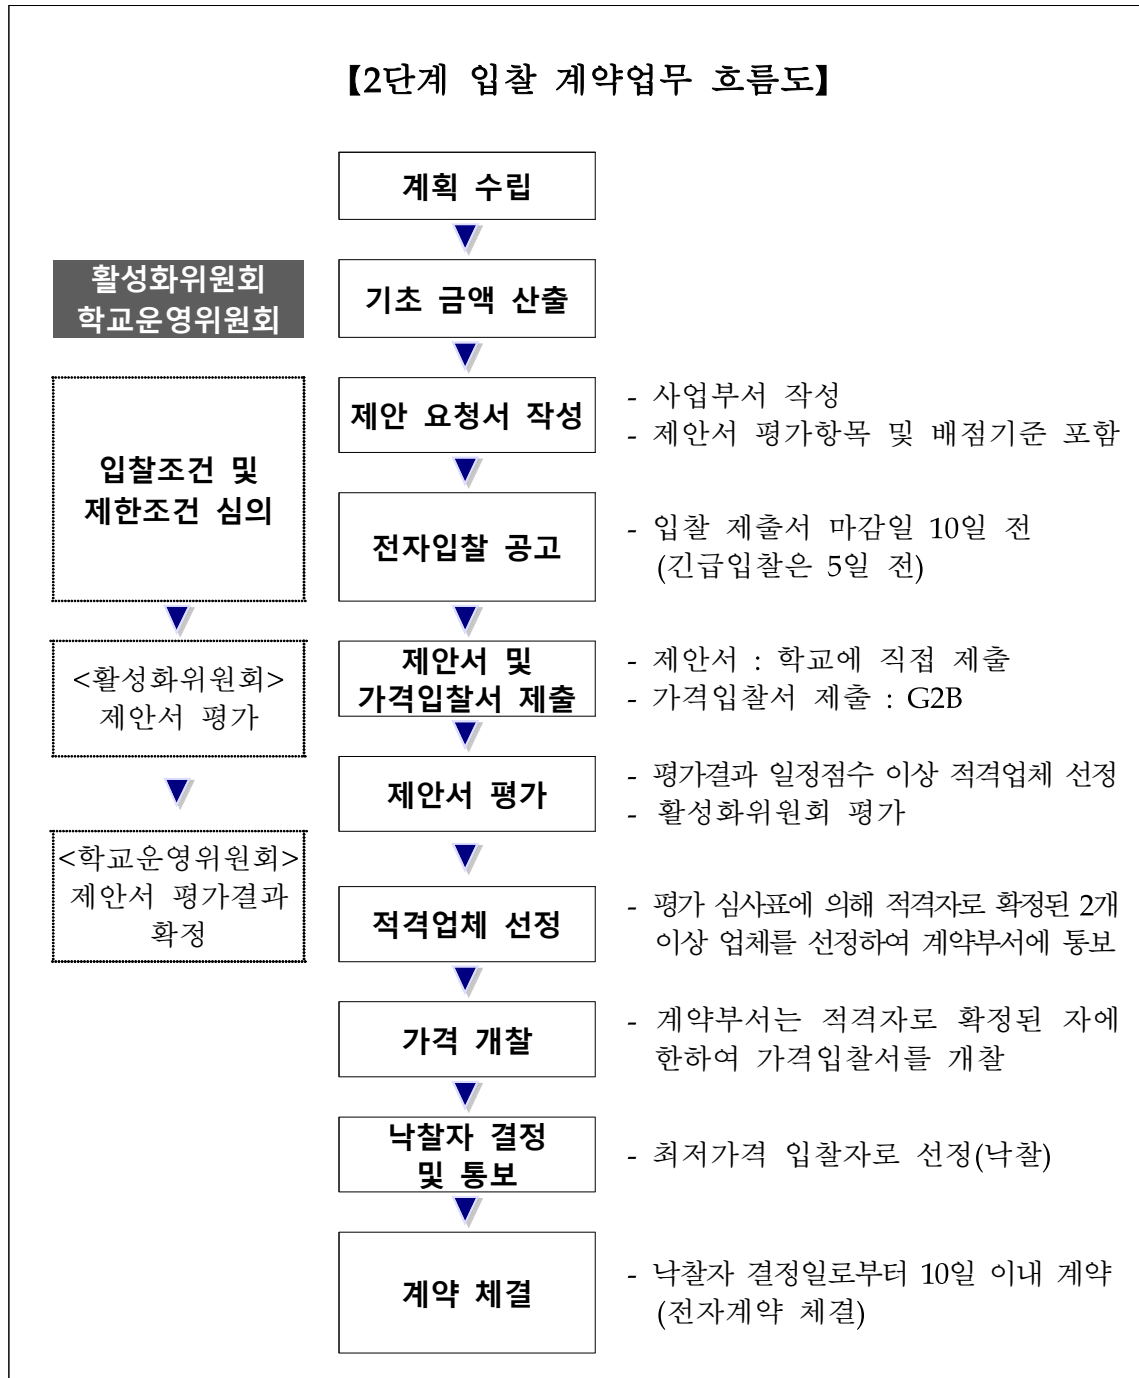 【2단계 입찰 계약업무 흐름도】
계획 수립
활성화위원회
학교운영위원회
기초 금액 산출
입찰조건 및
제한조건 심의
제안 요청서 작성
- 사업부서 작성
- 제안서 평가항목 및 배점기준 포함
전자입찰 공고
- 입찰 제출서 마감일 10일 전
(긴급입찰은 5일 전)
<활성화위원회>
제안서 평가
제안서 및
가격입찰서 제출
- 제안서 : 학교에 직접 제출
- 가격입찰서 제출 : G2B
제안서 평가
- 평가결과 일정점수 이상 적격업체 선정
- 활성화위원회 평가
<학교운영위원회>
제안서 평가결과
확정
적격업체 선정
- 평가 심사표에 의해 적격자로 확정된 2개
이상 업체를 선정하여 계약부서에 통보
가격 개찰
- 계약부서는 적격자로 확정된 자에
한하여 가격입찰서를 개찰
낙찰자 결정
및 통보
- 최저가격 입찰자로 선정(낙찰)
계약 체결
- 낙찰자 결정일로부터 10일 이내 계약
(전자계약 체결)